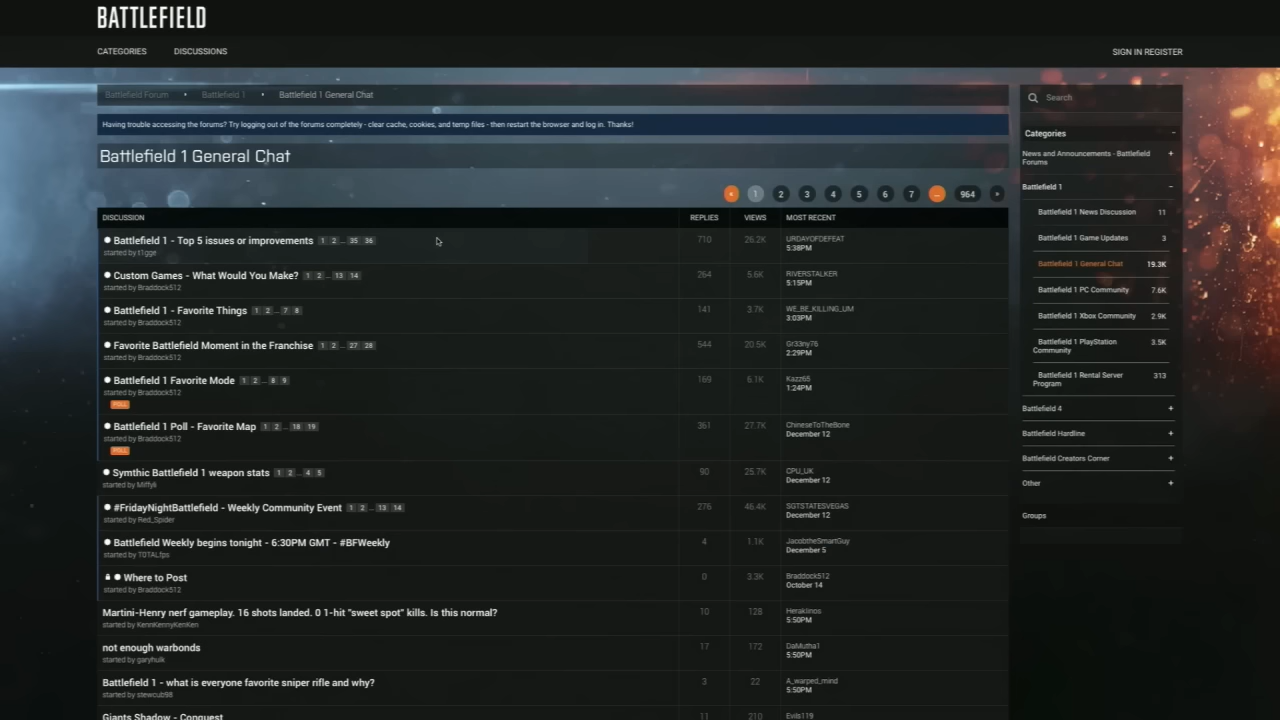 BATTLEFIELD
CATEGORIES DISCUSSIONS SIGN IN REGISTER
Battlefield Forum • Battlefield 1 • Battlefield 1 General Chat
Having trouble accessing the forums? Try logging out of the forums completely - clear cache, cookies, and temp files - then restart the browser and log in. Thanks!
Battlefield 1 General Chat
« 1 2 3 4 5 6 7 … 964 »
DISCUSSION REPLIES VIEWS MOST RECENT
Battlefield 1 - Top 5 issues or improvements 1 2 … 35 36 710 26.2K URDAYOFDEFEAT
started by t1gge 5:38PM
Custom Games - What Would You Make? 1 2 … 13 14 264 5.6K RIVERSTALKER
started by Braddock512 5:15PM
Battlefield 1 - Favorite Things 1 2 … 7 8 141 3.7K WE_BE_KILLING_UM
started by Braddock512 3:03PM
Favorite Battlefield Moment in the Franchise 1 2 … 27 28 544 20.5K Gr33ny76
started by Braddock512 2:29PM
Battlefield 1 Favorite Mode 1 2 … 8 9 169 6.1K Kazz65
started by Braddock512 1:24PM
POLL
Battlefield 1 Poll - Favorite Map 1 2 … 18 19 361 27.7K ChineseToTheBone
started by Braddock512 December 12
POLL
Symthic Battlefield 1 weapon stats 1 2 … 4 5 90 25.7K CPU_UK
started by Miffy6 December 12
#FridayNightBattlefield - Weekly Community Event 1 2 … 13 14 276 46.4K SGTSTATESVEGAS
started by Red_Spider December 12
Battlefield Weekly begins tonight - 6:30PM GMT - #BFWeekly 4 1.1K JacobtheSmartGuy
started by TOTALfps December 5
Where to Post 0 3.3K Braddock512
started by Braddock512 October 14
Martini-Henry nerf gameplay. 16 shots landed. 0 1-hit "sweet spot" kills. Is this normal? 10 128 Heraklinos
started by KennKennyKenKen 5:50PM
not enough warbonds 17 172 DaMutha1
started by garyhulk 5:50PM
Battlefield 1 - what is everyone favorite sniper rifle and why? 3 22 A_warped_mind
started by stewcub98 5:50PM
Giants Shadow - Conquest 11 210 Evils119
Search
Categories −
News and Announcements - Battlefield +
Forums
Battlefield 1 −
Battlefield 1 News Discussion 11
Battlefield 1 Game Updates 3
Battlefield 1 General Chat 19.3K
Battlefield 1 PC Community 7.6K
Battlefield 1 Xbox Community 2.9K
Battlefield 1 PlayStation 3.5K
Community
Battlefield 1 Rental Server 313
Program
Battlefield 4 +
Battlefield Hardline +
Battlefield Creators Corner +
Other +
Groups